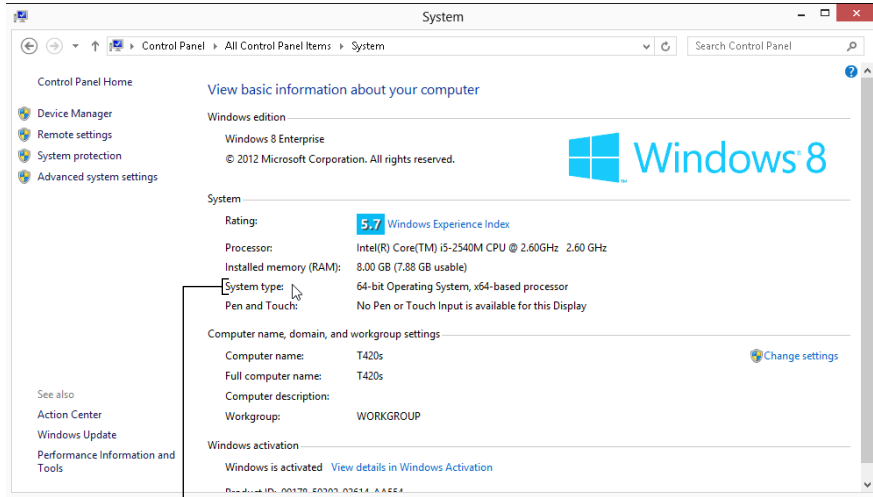 System
Control Panel ▸ All Control Panel Items ▸ System
Search Control Panel
Control Panel Home
Device Manager
Remote settings
System protection
Advanced system settings
See also
Action Center
Windows Update
Performance Information and
Tools
View basic information about your computer
Windows edition
Windows 8 Enterprise
© 2012 Microsoft Corporation. All rights reserved.
Windows 8
System
Rating: 5.7 Windows Experience Index
Processor: Intel(R) Core(TM) i5-2540M CPU @ 2.60GHz 2.60 GHz
Installed memory (RAM): 8.00 GB (7.88 GB usable)
System type: 64-bit Operating System, x64-based processor
Pen and Touch: No Pen or Touch Input is available for this Display
Computer name, domain, and workgroup settings
Computer name: T420s
Change settings
Full computer name: T420s
Computer description:
Workgroup: WORKGROUP
Windows activation
Windows is activated View details in Windows Activation
Product ID: